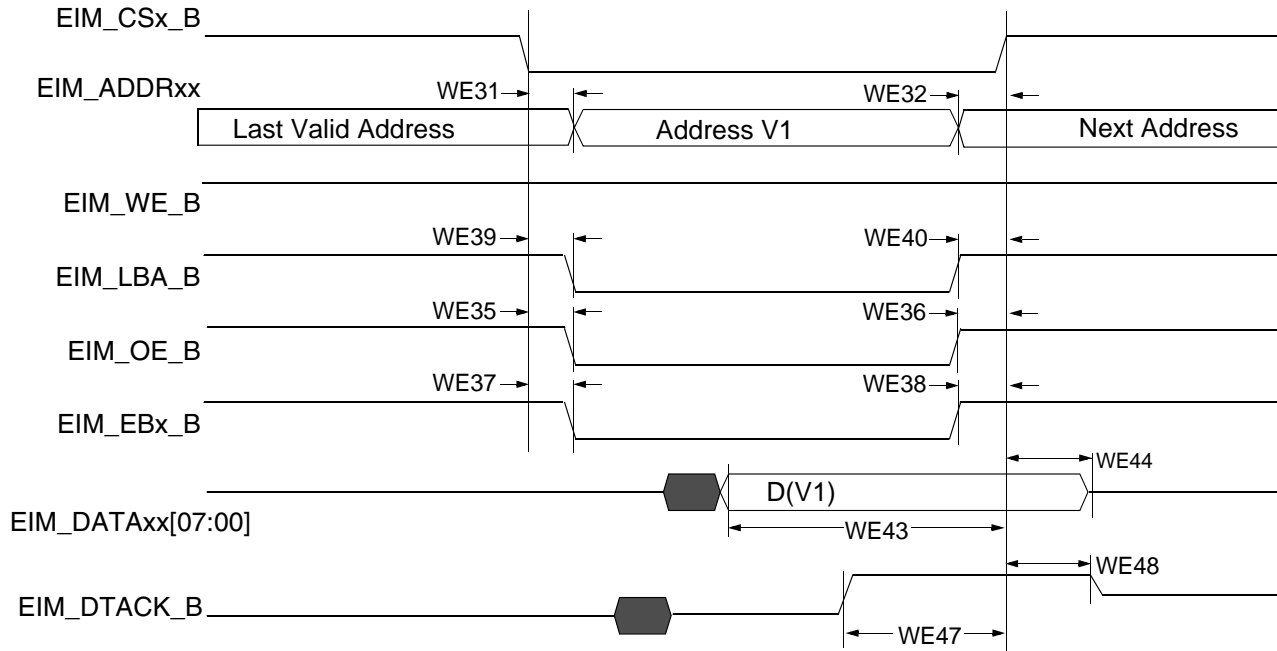 EIM_CSx_B
EIM_ADDRxx
WE31
WE32
Last Valid Address
Address V1
Next Address
EIM_WE_B
WE39
WE40
EIM_LBA_B
WE35
WE36
EIM_OE_B
WE37
WE38
EIM_EBx_B
WE44
D(V1)
EIM_DATAxx[07:00]
WE43
WE48
EIM_DTACK_B
WE47